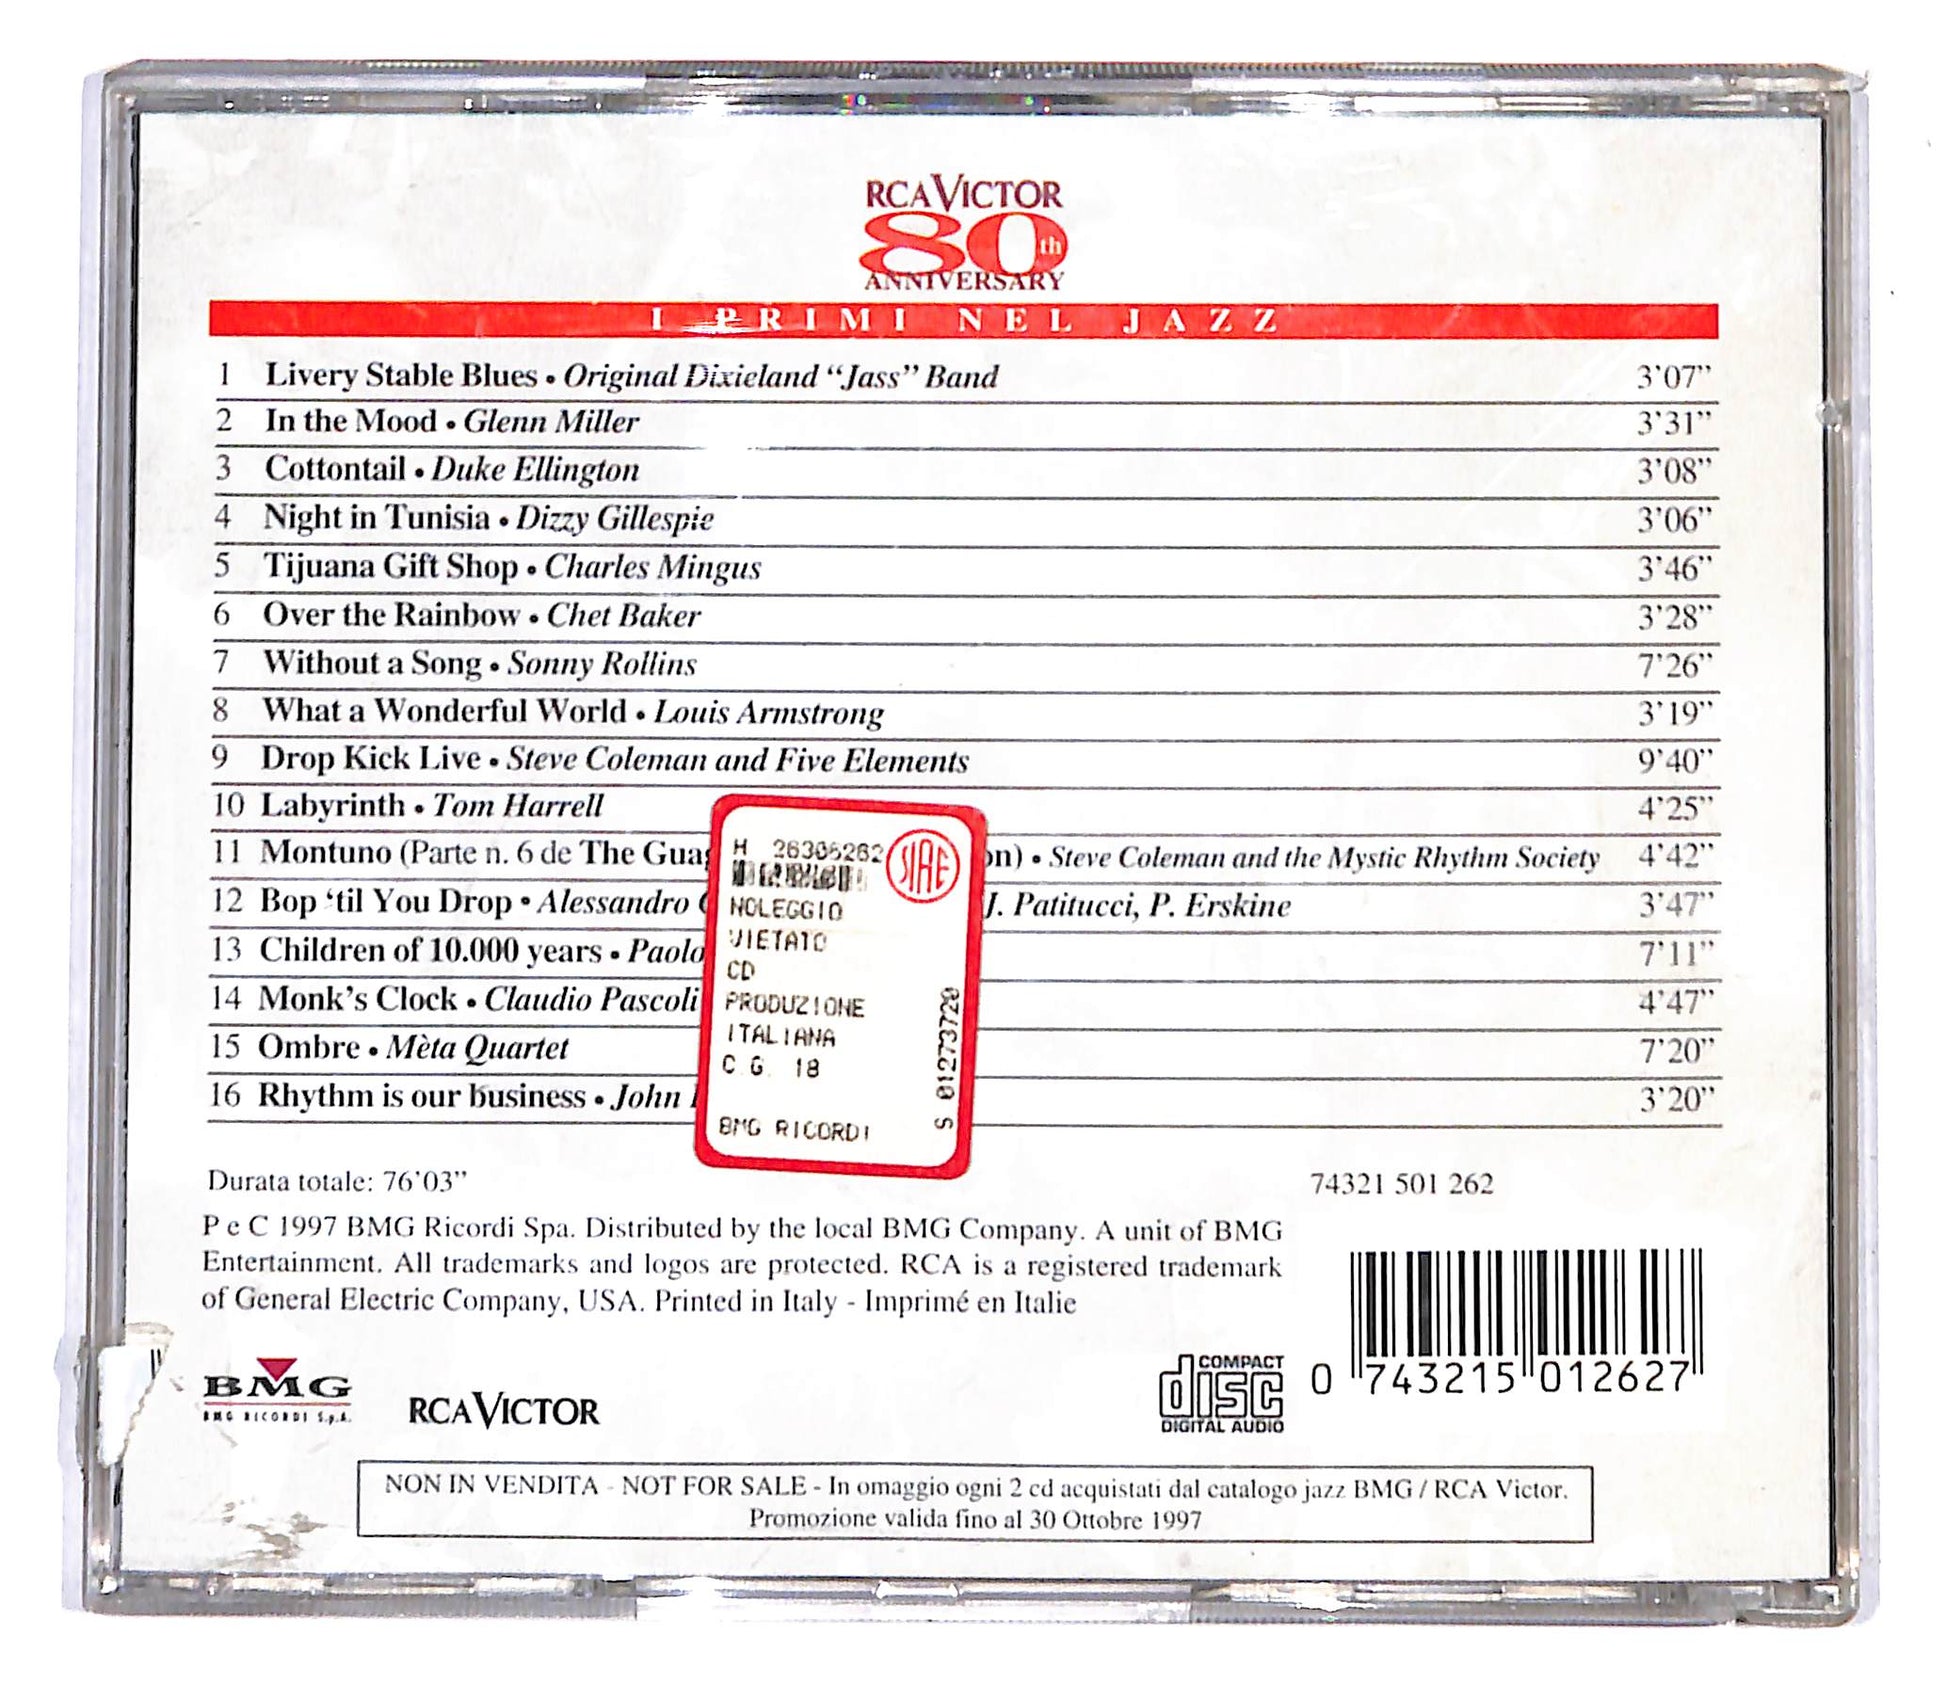 RCA VICTOR
80th
ANNIVERSARY
I PRIMI NEL JAZZ
1 Livery Stable Blues • Original Dixieland “Jass” Band 3’07”
2 In the Mood • Glenn Miller 3’31”
3 Cottontail • Duke Ellington 3’08”
4 Night in Tunisia • Dizzy Gillespie 3’06”
5 Tijuana Gift Shop • Charles Mingus 3’46”
6 Over the Rainbow • Chet Baker 3’28”
7 Without a Song • Sonny Rollins 7’26”
8 What a Wonderful World • Louis Armstrong 3’19”
9 Drop Kick Live • Steve Coleman and Five Elements 9’40”
10 Labyrinth • Tom Harrell 4’25”
11 Montuno (Parte n. 6 de The • Steve Coleman and the Mystic Rhythm Society 4’42”
12 Bop ‘til You Drop • Alessandro J. Patitucci, P. Erskine 3’47”
13 Children of 10.000 years • Paolo 7’11”
14 Monk’s Clock • Claudio Pascoli 4’47”
15 Ombre • Mèta Quartet 7’20”
16 Rhythm is our business • John 3’20”
H 26306262
SIAE
NOLEGGIO
VIETATO
CD
PRODUZIONE
ITALIANA
C.G. 18
BMG RICORDI
S 01273720
Durata totale: 76’03”
74321 501 262
P e C 1997 BMG Ricordi Spa. Distributed by the local BMG Company. A unit of BMG
Entertainment. All trademarks and logos are protected. RCA is a registered trademark
of General Electric Company, USA. Printed in Italy - Imprimé en Italie
BMG
BMG RICORDI S.p.A.
RCA VICTOR
COMPACT
disc
DIGITAL AUDIO
0 743215 012627
NON IN VENDITA - NOT FOR SALE - In omaggio ogni 2 cd acquistati dal catalogo jazz BMG / RCA Victor.
Promozione valida fino al 30 Ottobre 1997